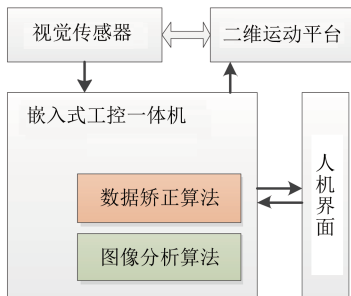 视觉传感器
二维运动平台
嵌入式工控一体机
数据矫正算法
图像分析算法
人机界面